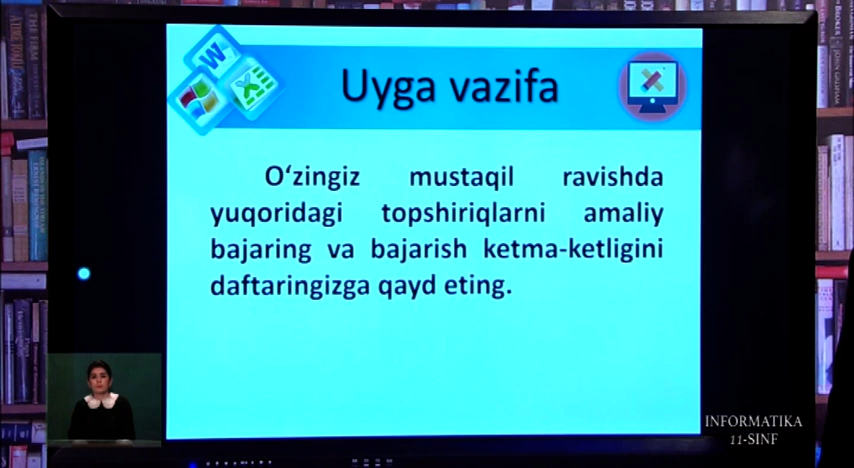 Uyga vazifa
O‘zingiz mustaqil ravishda
yuqoridagi topshiriqlarni amaliy
bajaring va bajarish ketma-ketligini
daftaringizga qayd eting.
INFORMATIKA
11-SINF